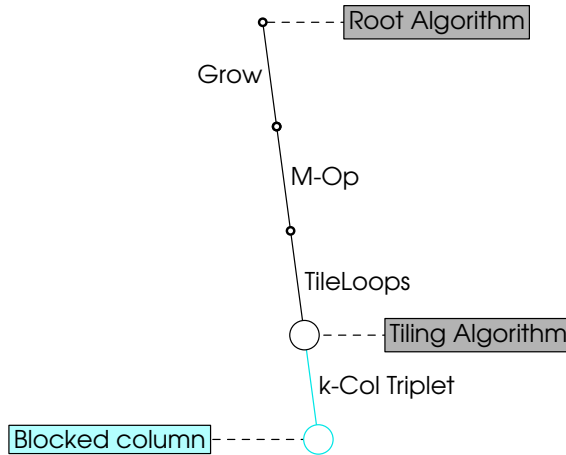 Root Algorithm
Grow
M-Op
TileLoops
Tiling Algorithm
k-Col Triplet
Blocked column